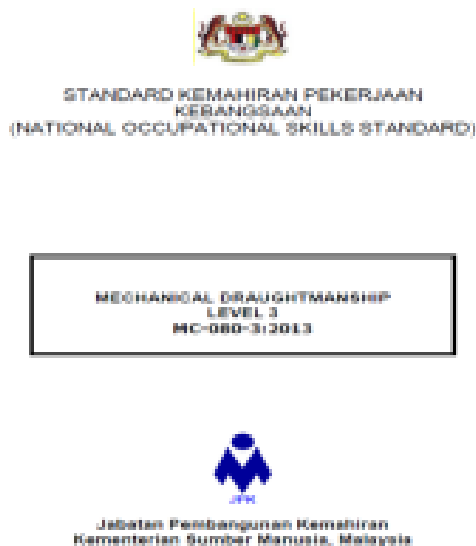 STANDARD KEMAHIRAN PEKERJAAN
KEBANGSAAN
(NATIONAL OCCUPATIONAL SKILLS STANDARD)
MECHANICAL DRAUGHTMANSHIP
LEVEL 3
MC-080-3:2013
JPK
Jabatan Pembangunan Kemahiran
Kementerian Sumber Manusia, Malaysia